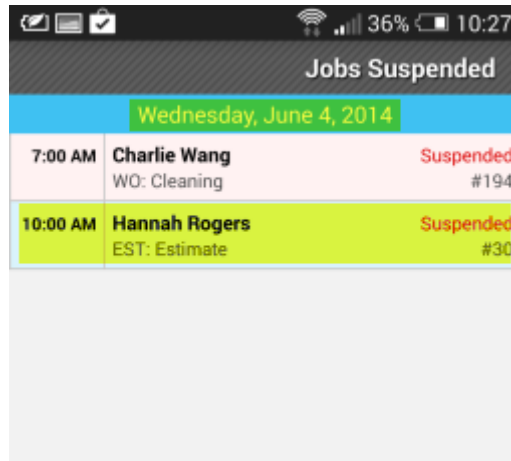 36% 10:27
Jobs Suspended
Wednesday, June 4, 2014
7:00 AM Charlie Wang Suspended
WO: Cleaning #194
10:00 AM Hannah Rogers Suspended
EST: Estimate #30